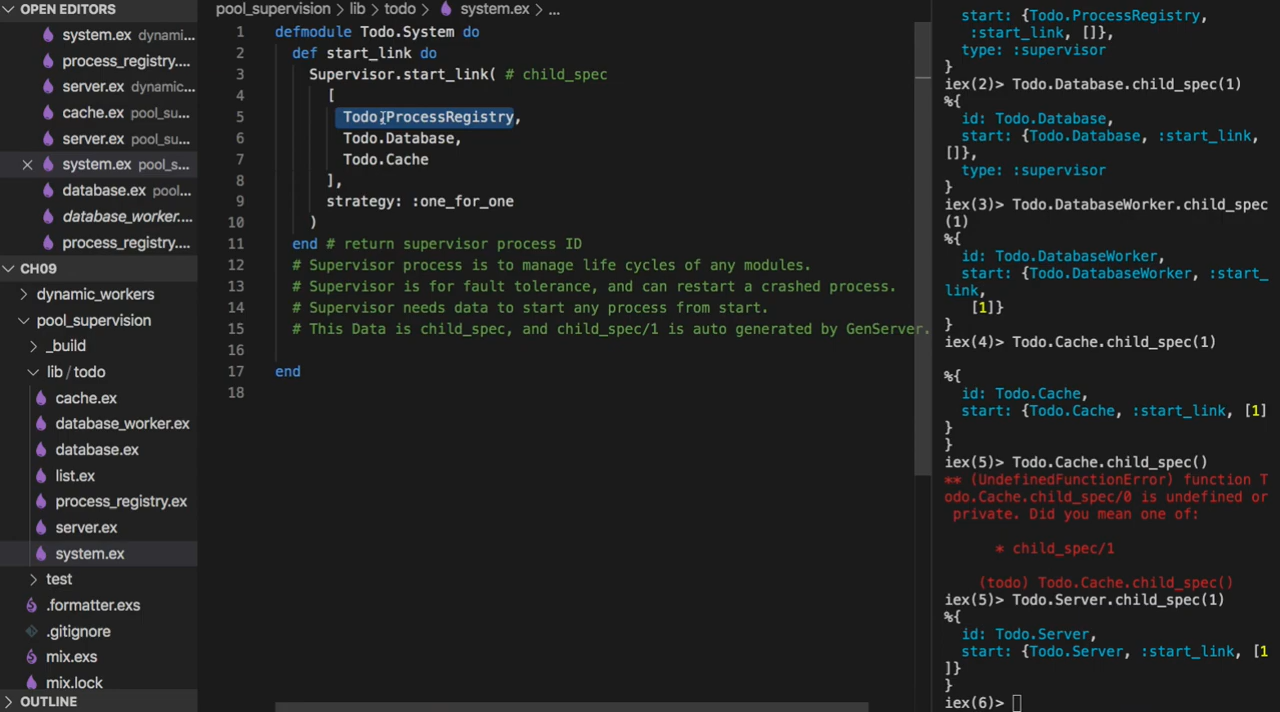 OPEN EDITORS
system.ex dynami...
process_registry....
server.ex dynamic...
cache.ex pool_su...
server.ex pool_su...
system.ex pool_s...
database.ex pool...
database_worker....
process_registry....
CH09
dynamic_workers
pool_supervision
_build
lib / todo
cache.ex
database_worker.ex
database.ex
list.ex
process_registry.ex
server.ex
system.ex
test
.formatter.exs
.gitignore
mix.exs
mix.lock
OUTLINE
pool_supervision > lib > todo > system.ex > ...
1 defmodule Todo.System do
2 def start_link do
3 Supervisor.start_link( # child_spec
4 [
5 Todo.ProcessRegistry,
6 Todo.Database,
7 Todo.Cache
8 ],
9 strategy: :one_for_one
10 )
11 end # return supervisor process ID
12 # Supervisor process is to manage life cycles of any modules.
13 # Supervisor is for fault tolerance, and can restart a crashed process.
14 # Supervisor needs data to start any process from start.
15 # This Data is child_spec, and child_spec/1 is auto generated by GenServer.
16
17 end
18
start: {Todo.ProcessRegistry,
:start_link, []},
type: :supervisor
}
iex(2)> Todo.Database.child_spec(1)
%{
id: Todo.Database,
start: {Todo.Database, :start_link,
[]},
type: :supervisor
}
iex(3)> Todo.DatabaseWorker.child_spec
(1)
%{
id: Todo.DatabaseWorker,
start: {Todo.DatabaseWorker, :start_
link,
[1]}
}
iex(4)> Todo.Cache.child_spec(1)
%{
id: Todo.Cache,
start: {Todo.Cache, :start_link, [1]
}
}
iex(5)> Todo.Cache.child_spec()
** (UndefinedFunctionError) function T
odo.Cache.child_spec/0 is undefined or
private. Did you mean one of:
* child_spec/1
(todo) Todo.Cache.child_spec()
iex(5)> Todo.Server.child_spec(1)
%{
id: Todo.Server,
start: {Todo.Server, :start_link, [1
]}
}
iex(6)>